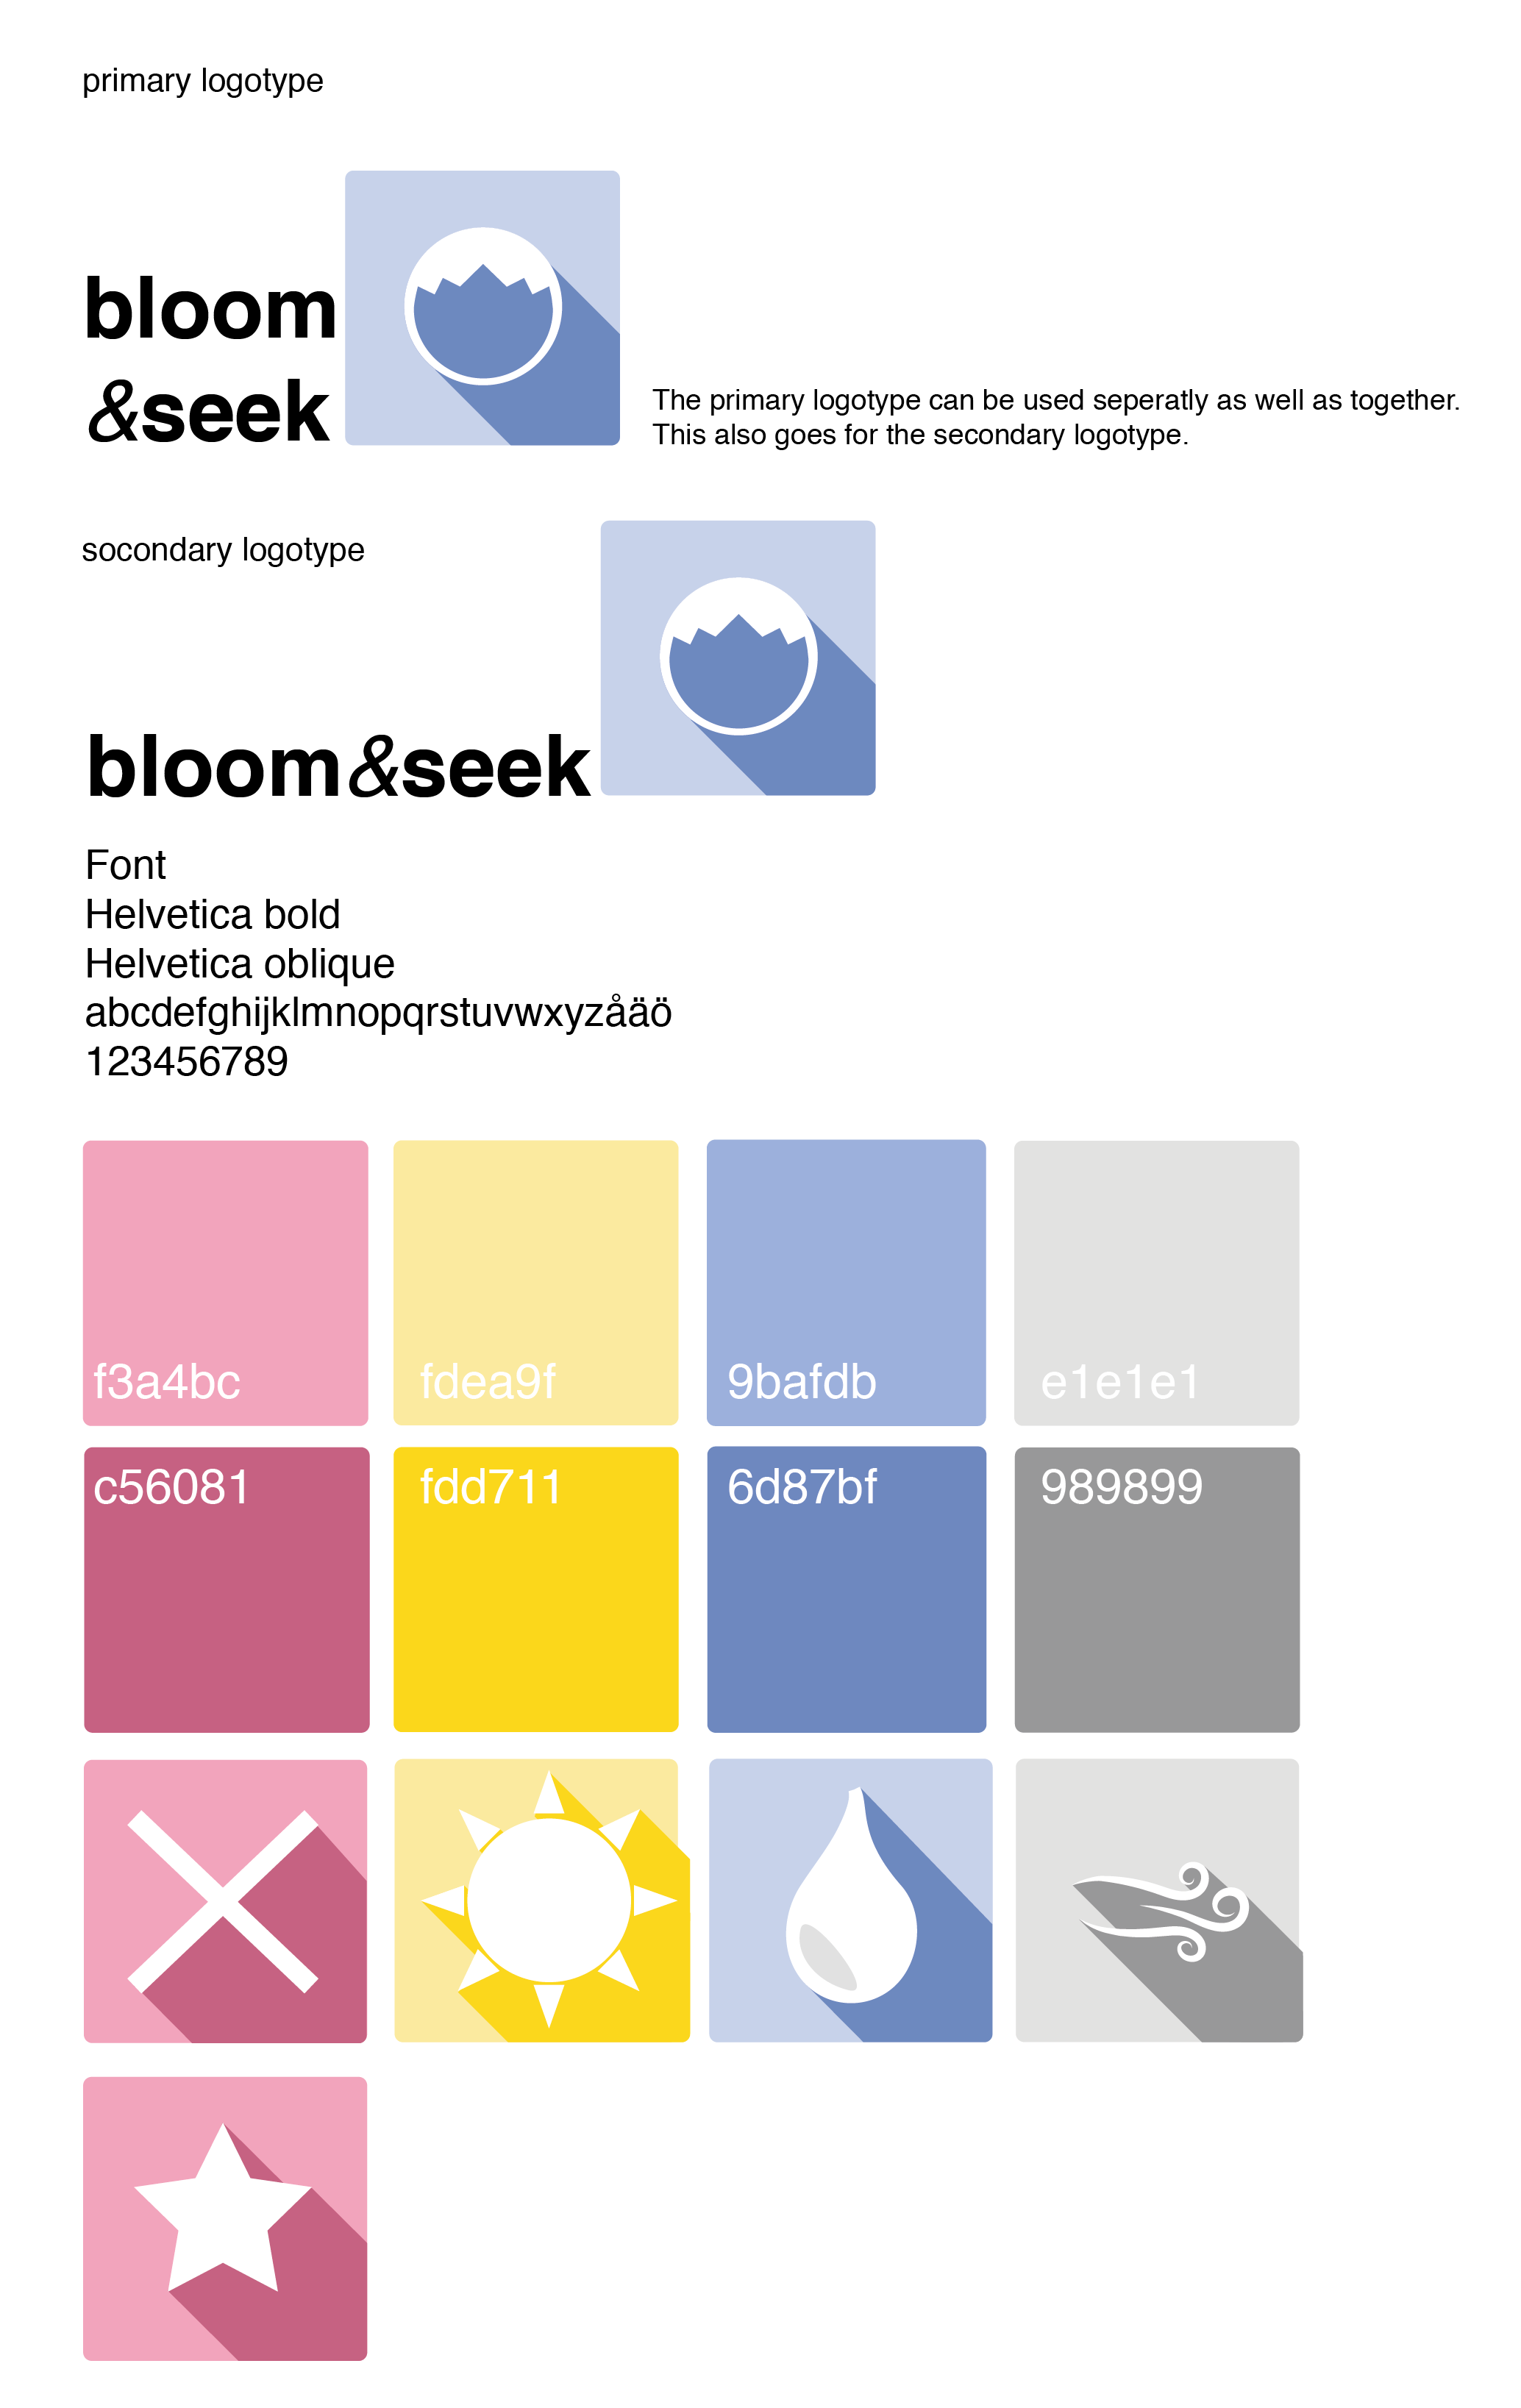 primary logotype
bloom
&seek
The primary logotype can be used seperatly as well as together.
This also goes for the secondary logotype.
socondary logotype
bloom&seek
Font
Helvetica bold
Helvetica oblique
abcdefghijklmnopqrstuvwxyzåäö
123456789
f3a4bc fdea9f 9bafdb e1e1e1
c56081 fdd711 6d87bf 989899